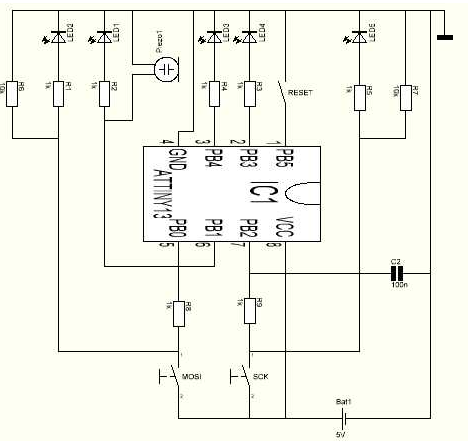 LED2
LED1
Piezo1
LED3
LED4
LED5
R6
10k
R1
1k
R2
1k
R4
1k
R3
1k
RESET
R5
1k
R7
10k
4
3
2
1
GND
PB4
PB3
PB5
ATTINY13
IC1
PB0
PB1
PB2
VCC
5
6
7
8
C2
100n
R8
1k
R9
1k
1
1
MOSI
SCK
2
2
Bat1
5V